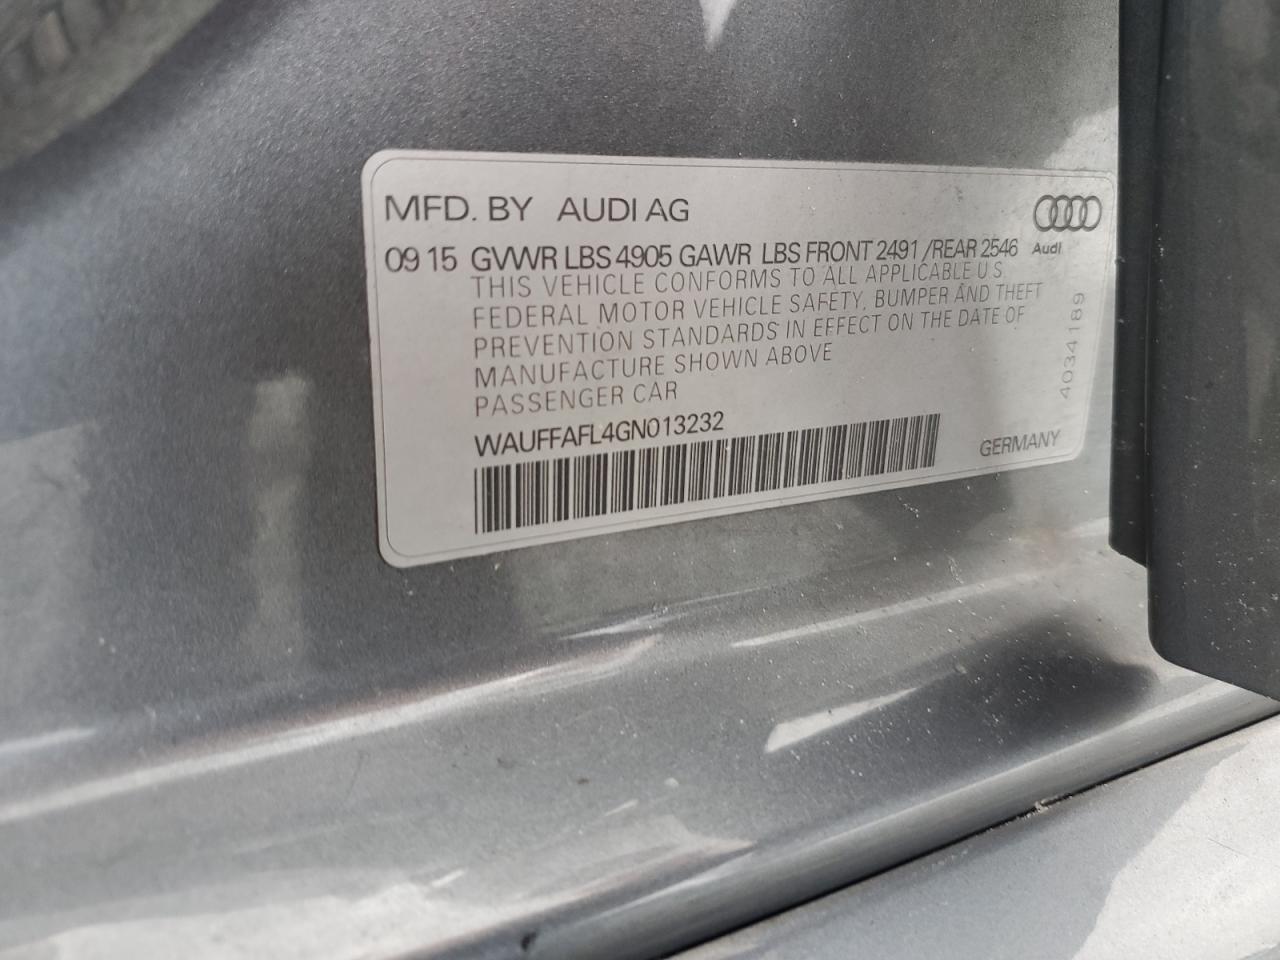 MFD. BY AUDI AG
Audi
09 15 GVWR LBS 4905 GAWR LBS FRONT 2491 /REAR 2546
THIS VEHICLE CONFORMS TO ALL APPLICABLE U.S.
FEDERAL MOTOR VEHICLE SAFETY, BUMPER AND THEFT
PREVENTION STANDARDS IN EFFECT ON THE DATE OF
MANUFACTURE SHOWN ABOVE
PASSENGER CAR
WAUFFAFL4GN013232
GERMANY
4034189